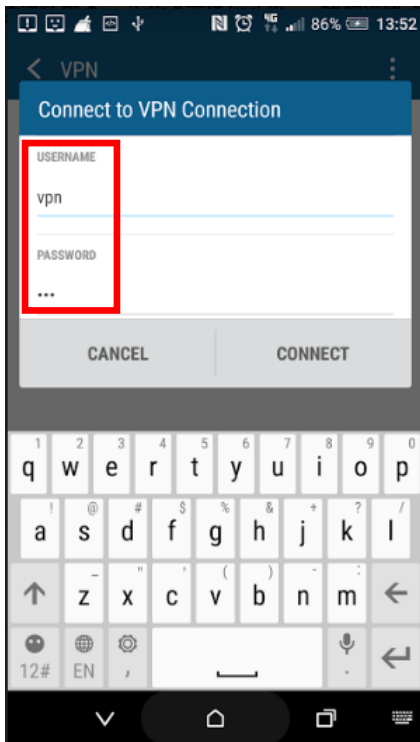 4G 86% 13:52
VPN
Connect to VPN Connection
USERNAME
vpn
PASSWORD
•••
CANCEL CONNECT
1 2 3 4 5 6 7 8 9 0
q w e r t y u i o p
! @ # $ % & + ? /
a s d f g h j k l
_ " ' ( ) - :
z x c v b n m
12# EN , .